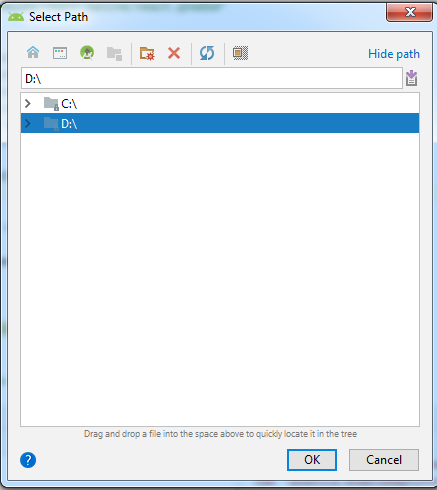 Select Path
Hide path
D:\
C:\
D:\
Drag and drop a file into the space above to quickly locate it in the tree
?
OK
Cancel